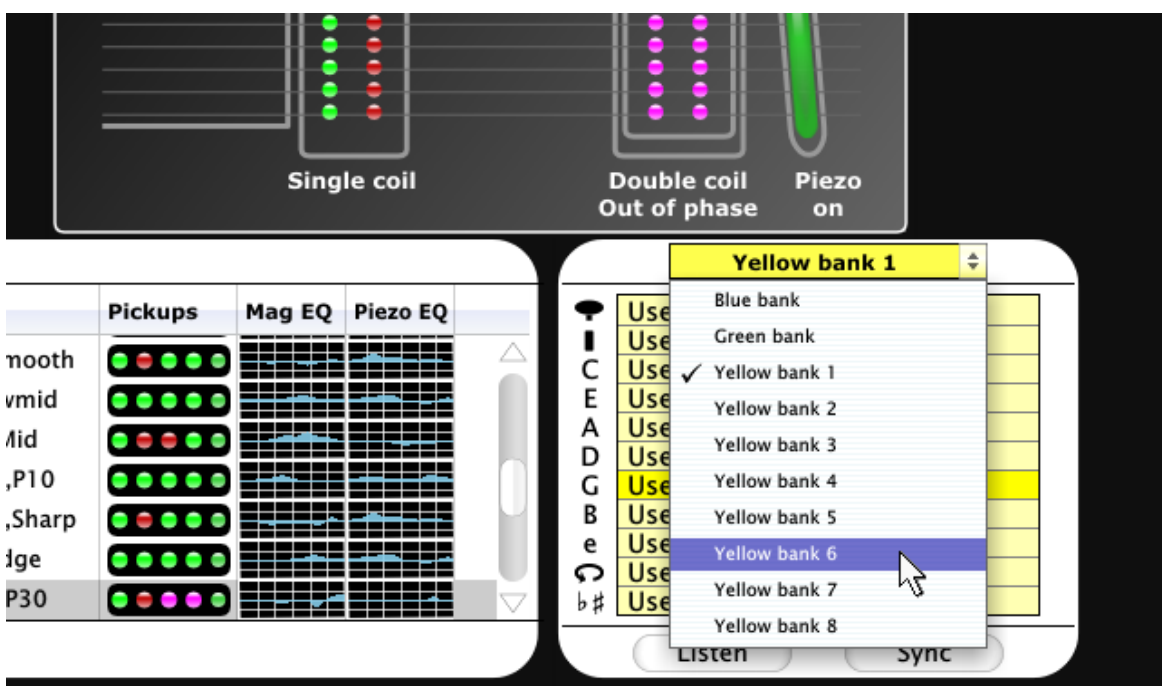 Single coil
Double coil
Out of phase
Piezo
on
Yellow bank 1
Pickups
Mag EQ
Piezo EQ
mooth
wmid
Mid
,P10
,Sharp
dge
P30
C
E
A
D
G
B
e
♭♯
Use
Use
Use
Use
Use
Use
Use
Use
Use
Use
Use
Blue bank
Green bank
✓ Yellow bank 1
Yellow bank 2
Yellow bank 3
Yellow bank 4
Yellow bank 5
Yellow bank 6
Yellow bank 7
Yellow bank 8
Listen
Sync